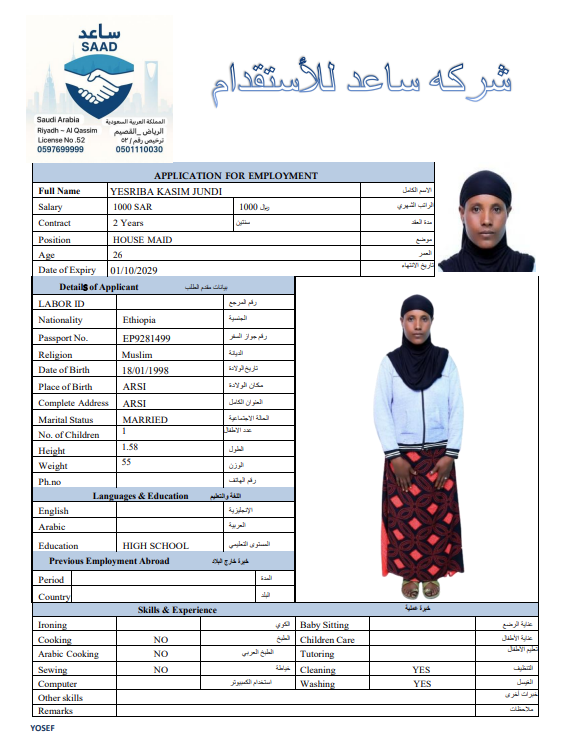 ساعد
SAAD
شركه ساعد للأستقدام
Saudi Arabia المملكة العربية السعودية
Riyadh ~ Al Qassim الرياض _القصيم
License No .52 ترخيص رقم / ٥٢
0597699999 0501110030
APPLICATION FOR EMPLOYMENT
Full Name YESRIBA KASIM JUNDI الاسم الكامل
Salary 1000 SAR 1000 ريال الراتب الشهري
Contract 2 Years سنتين مدة العقد
Position HOUSE MAID موضع
Age 26 العمر
Date of Expiry 01/10/2029 تاريخ الانتهاء
Details of Applicant بيانات مقدم الطلب
LABOR ID رقم المرجع
Nationality Ethiopia الجنسية
Passport No. EP9281499 رقم جواز السفر
Religion Muslim الديانة
Date of Birth 18/01/1998 تاريخ الولادة
Place of Birth ARSI مكان الولادة
Complete Address ARSI العنوان الكامل
Marital Status MARRIED الحالة الاجتماعية
No. of Children 1 عدد الاطفال
Height 1.58 الطول
Weight 55 الوزن
Ph.no رقم الهاتف
Languages & Education اللغة والتعليم
English الإنجليزية
Arabic العربية
Education HIGH SCHOOL المستوى التعليمي
Previous Employment Abroad خبرة خارج البلاد
Period المدة
Country البلد
Skills & Experience خبرة عملية
Ironing الكوي Baby Sitting عناية الرضع
Cooking NO الطبخ Children Care عناية الأطفال
Arabic Cooking NO الطبخ العربي Tutoring تعليم الأطفال
Sewing NO خياطة Cleaning YES التنظيف
Computer استخدام الكمبيوتر Washing YES الغسيل
Other skills خبرات أخرى
Remarks ملاحظات
YOSEF